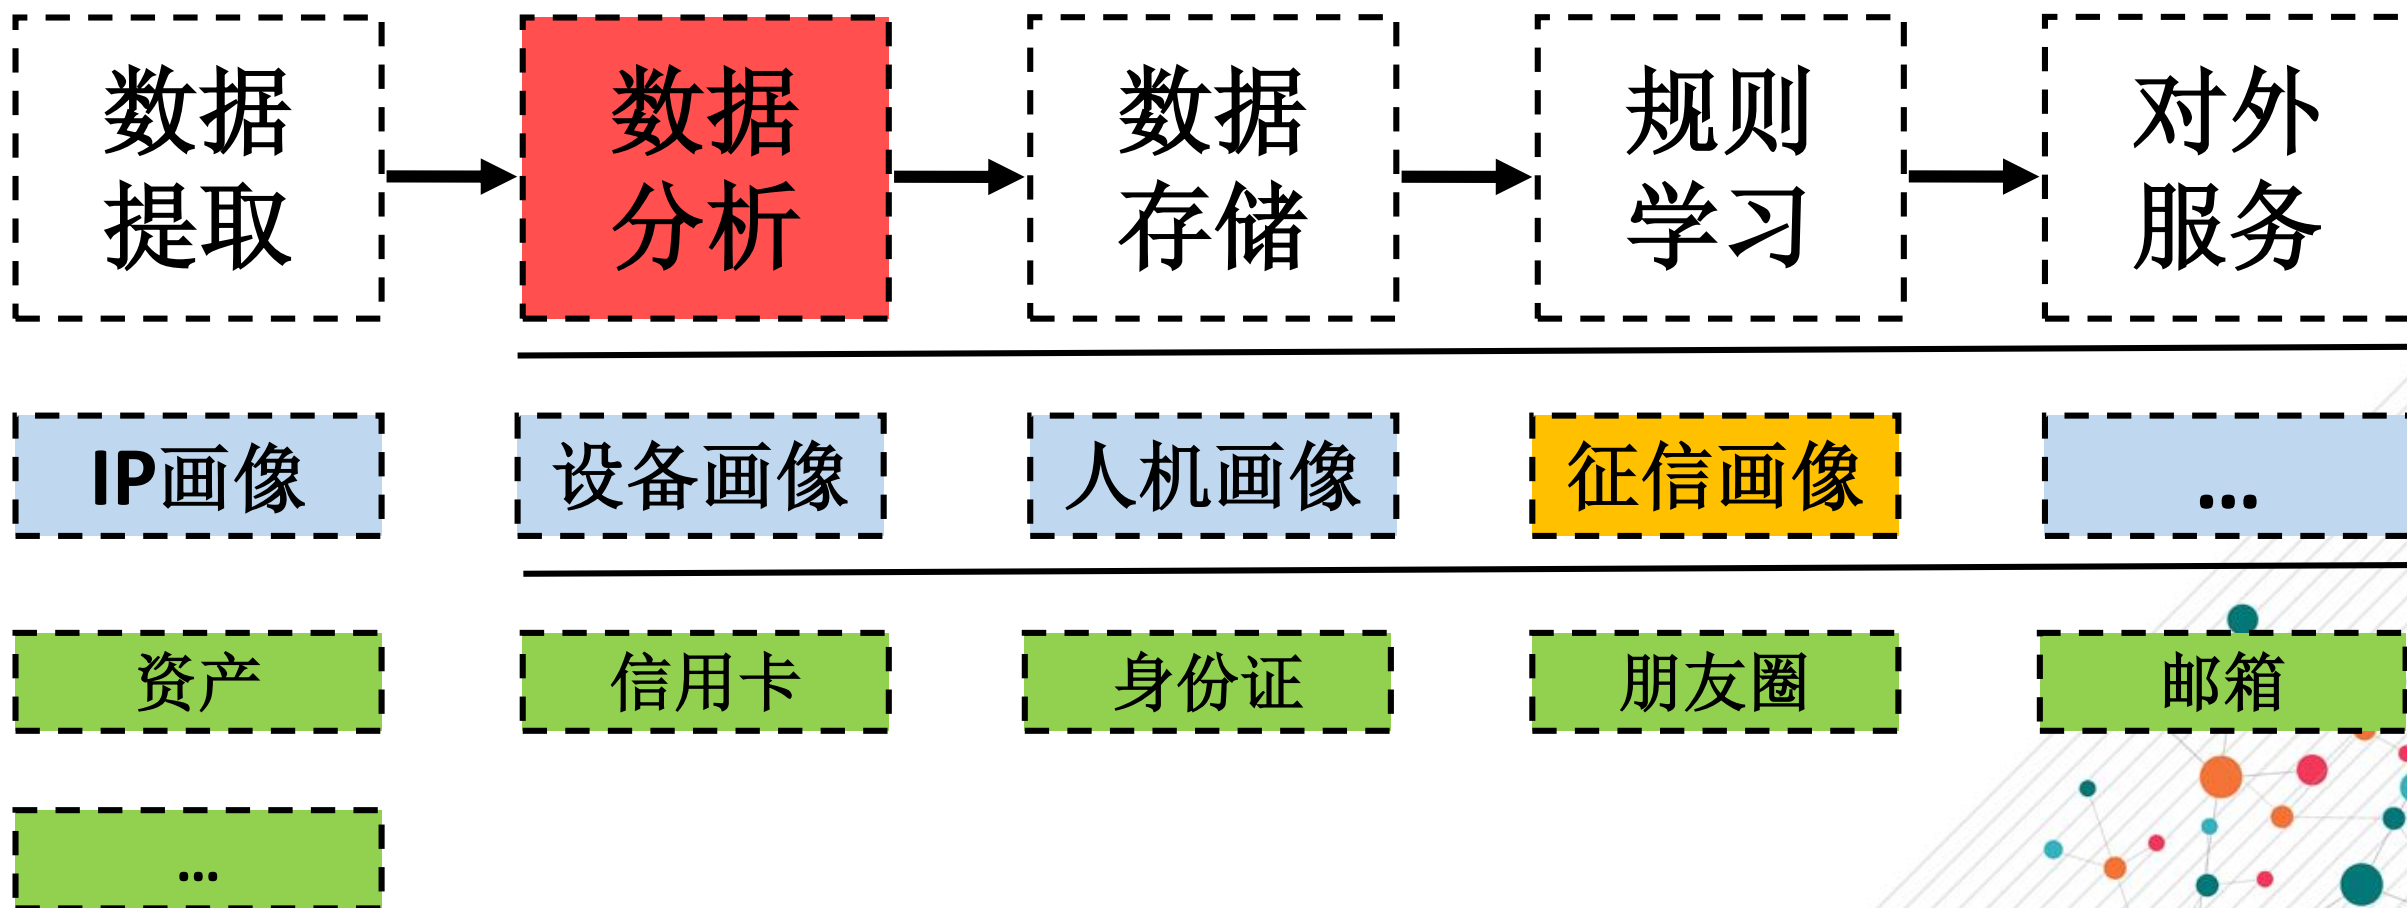 数据
提取
数据
分析
数据
存储
规则
学习
对外
服务
IP画像
设备画像
人机画像
征信画像
...
资产
信用卡
身份证
朋友圈
邮箱
...